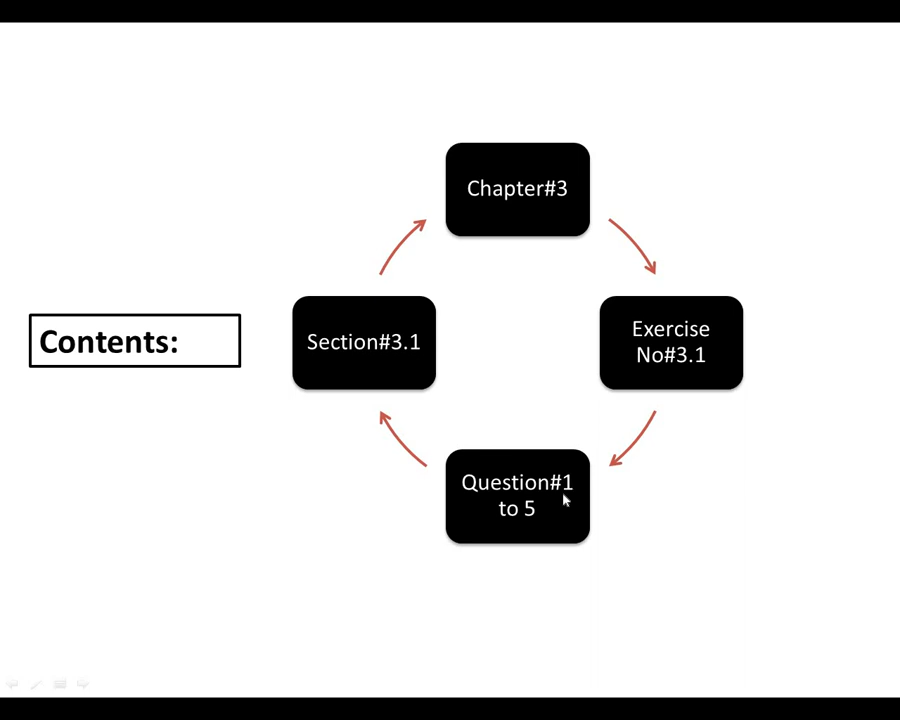 Chapter#3
Exercise
No#3.1
Question#1
to 5
Section#3.1
Contents: